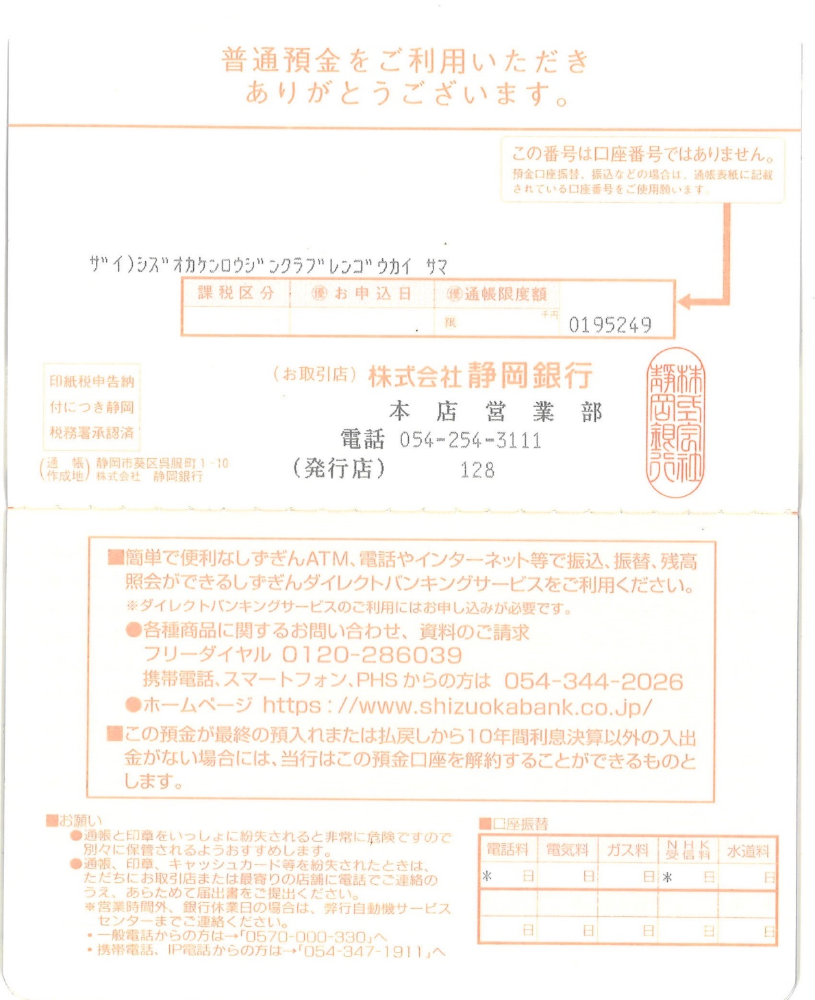 普通預金をご利用いただき
ありがとうございます。
この番号は口座番号ではありません。
預金口座振替、振込などの場合は、通帳表紙に記載
されている口座番号をご使用願います。
ザイ)シズオカケンロウジンクラブレンゴウカイ サマ
課税区分 優お申込日 優通帳限度額
限 千円 0195249
印紙税申告納
付につき静岡
税務署承認済
(お取引店) 株式会社静岡銀行
本店営業部
電話 054-254-3111
(発行店) 128
株式会社
静岡銀行
(通帳作成地) 静岡市葵区呉服町1-10
株式会社 静岡銀行
■簡単で便利なしずぎんATM、電話やインターネット等で振込、振替、残高
照会ができるしずぎんダイレクトバンキングサービスをご利用ください。
※ダイレクトバンキングサービスのご利用にはお申し込みが必要です。
●各種商品に関するお問い合わせ、資料のご請求
フリーダイヤル 0120-286039
携帯電話、スマートフォン、PHSからの方は 054-344-2026
●ホームページ https://www.shizuokabank.co.jp/
■この預金が最終の預入れまたは払戻しから10年間利息決算以外の入出
金がない場合には、当行はこの預金口座を解約することができるものと
します。
■お願い
●通帳と印章をいっしょに紛失されると非常に危険ですので
別々に保管されるようおすすめします。
●通帳、印章、キャッシュカード等を紛失されたときは、
ただちにお取引店または最寄りの店舗に電話でご連絡の
うえ、あらためて届出書をご提出ください。
※営業時間外、銀行休業日の場合は、弊行自動機サービス
センターまでご連絡ください。
・一般電話からの方は→「0570-000-330」へ
・携帯電話、IP電話からの方は→「054-347-1911」へ
■口座振替
電話料 電気料 ガス料 NHK受信料 水道料
* 日 日 日 * 日 日
日 日 日 日 日